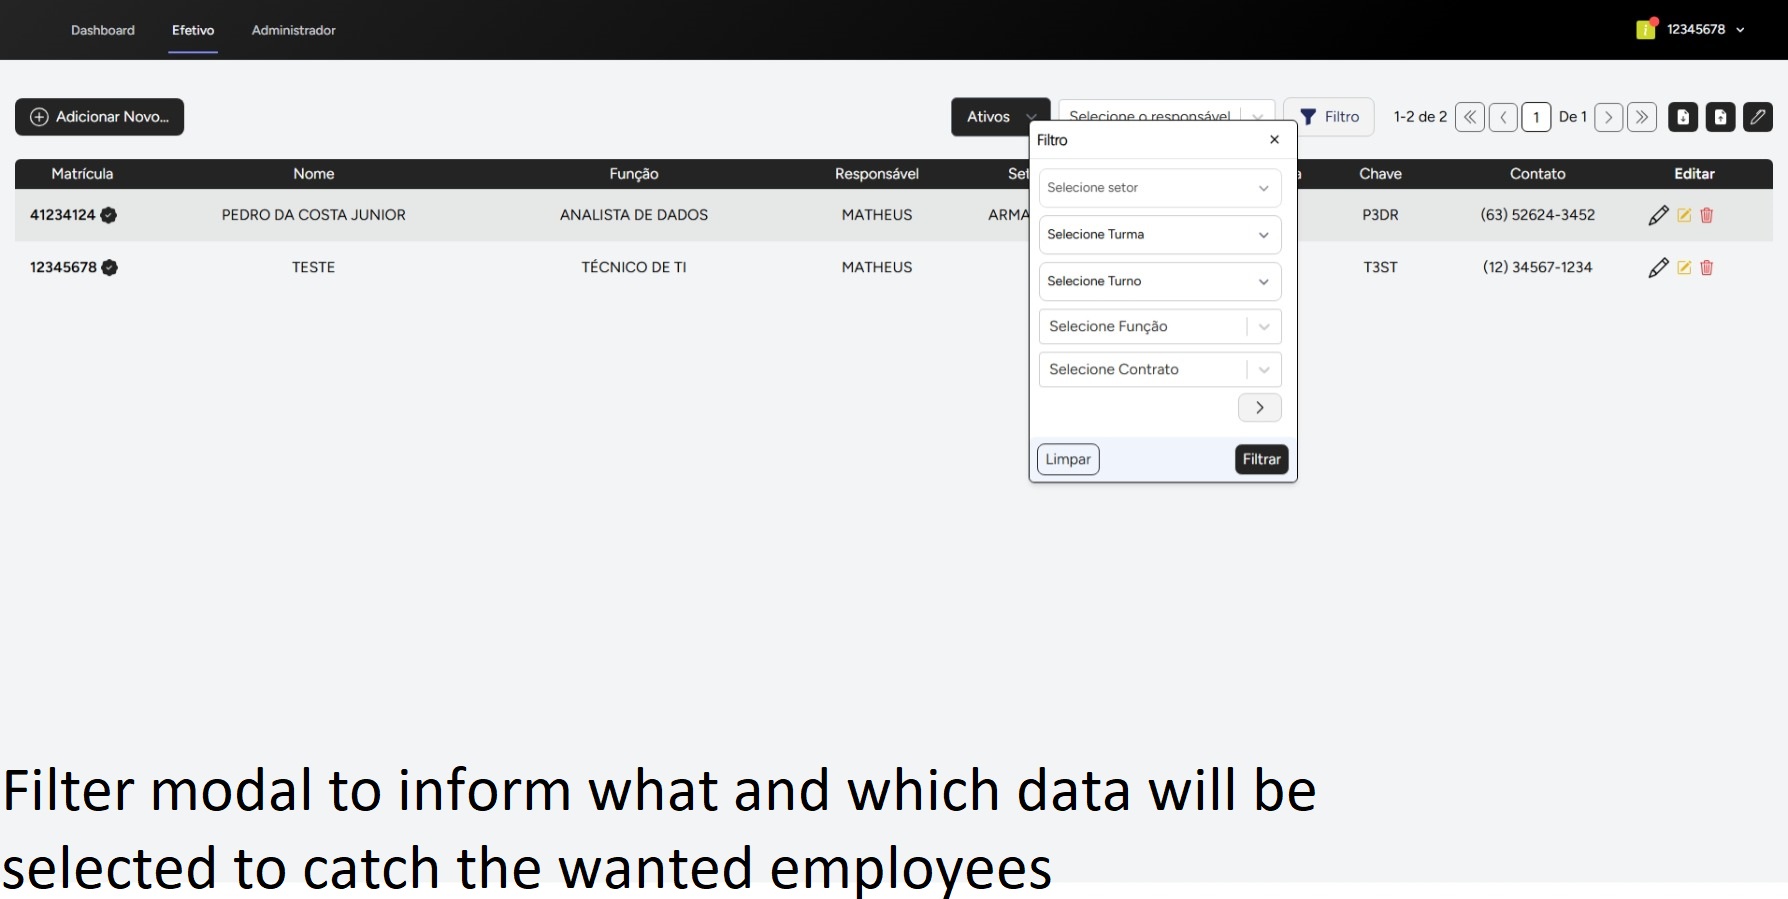 Dashboard Efetivo Administrador 12345678
Adicionar Novo... Ativos Selecione o responsável Filtro 1-2 de 2 1 De 1
Filtro
Matrícula Nome Função Responsável Chave Contato Editar
Selecione setor
41234124 PEDRO DA COSTA JUNIOR ANALISTA DE DADOS MATHEUS P3DR (63) 52624-3452
Selecione Turma
12345678 TESTE TÉCNICO DE TI MATHEUS T3ST (12) 34567-1234
Selecione Turno
Selecione Função
Selecione Contrato
Limpar Filtrar
Filter modal to inform what and which data will be
selected to catch the wanted employees